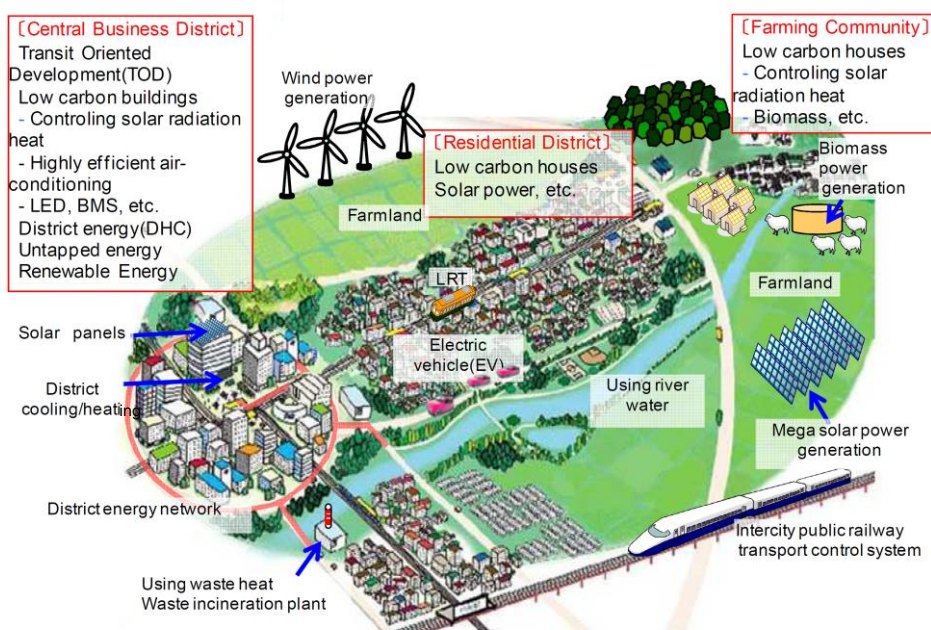 〔Central Business District〕
Transit Oriented
Development(TOD)
Low carbon buildings
- Controling solar radiation
heat
- Highly efficient air-
conditioning
- LED, BMS, etc.
District energy(DHC)
Untapped energy
Renewable Energy
Wind power
generation
〔Residential District〕
Low carbon houses
Solar power, etc.
〔Farming Community〕
Low carbon houses
- Controling solar
radiation heat
- Biomass, etc.
Biomass
power
generation
Farmland
LRT
Farmland
Solar panels
Electric
vehicle(EV)
District
cooling/heating
Using river
water
Mega solar power
generation
District energy network
Intercity public railway
transport control system
Using waste heat
Waste incineration plant